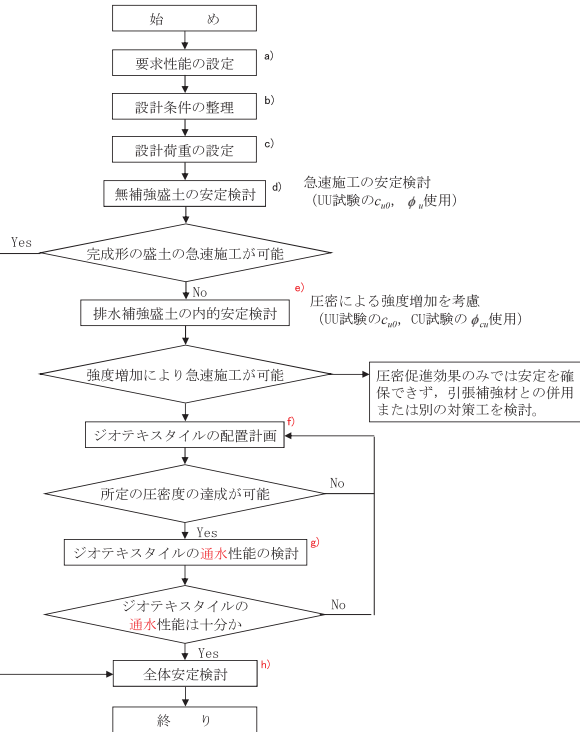 始　　め
要求性能の設定
a)
設計条件の整理
b)
設計荷重の設定
c)
無補強盛土の安定検討
d)
急速施工の安定検討
（UU試験のcu0, φu使用）
Yes
完成形の盛土の急速施工が可能
No
排水補強盛土の内的安定検討
e)
圧密による強度増加を考慮
（UU試験のcu0, CU試験のφcu使用）
強度増加により急速施工が可能
圧密促進効果のみでは安定を確
保できず，引張補強材との併用
または別の対策工を検討。
ジオテキスタイルの配置計画
f)
所定の圧密度の達成が可能
No
Yes
ジオテキスタイルの通水性能の検討
g)
ジオテキスタイルの
通水性能は十分か
No
Yes
全体安定検討
h)
終　　り